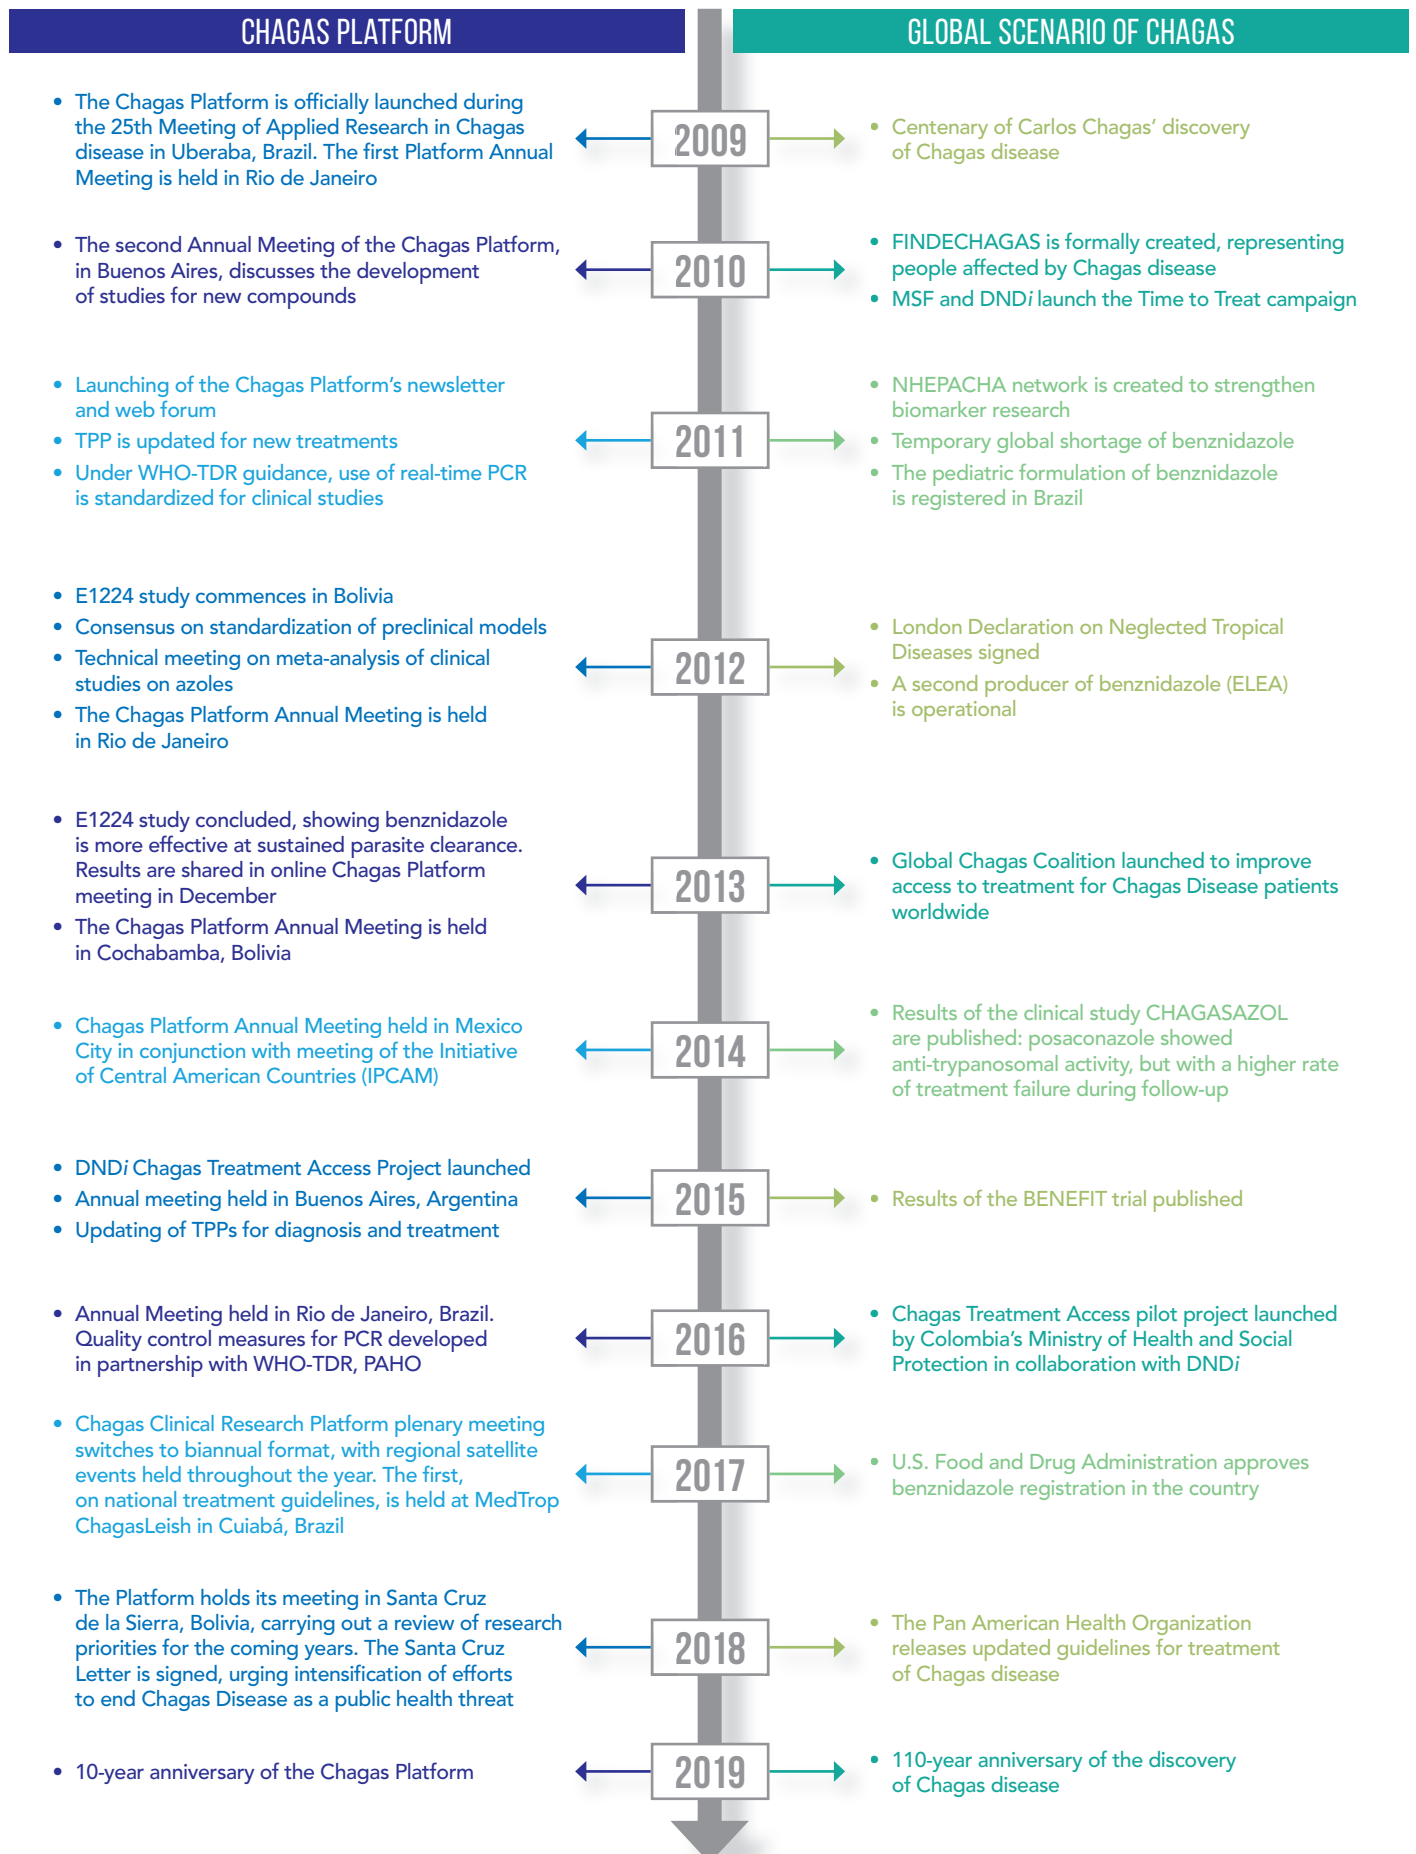 CHAGAS PLATFORM
GLOBAL SCENARIO OF CHAGAS
• The Chagas Platform is officially launched during
the 25th Meeting of Applied Research in Chagas
disease in Uberaba, Brazil. The first Platform Annual
Meeting is held in Rio de Janeiro
2009
• Centenary of Carlos Chagas’ discovery
of Chagas disease
• The second Annual Meeting of the Chagas Platform,
in Buenos Aires, discusses the development
of studies for new compounds
2010
• FINDECHAGAS is formally created, representing
people affected by Chagas disease
• MSF and DNDi launch the Time to Treat campaign
• Launching of the Chagas Platform’s newsletter
and web forum
• TPP is updated for new treatments
• Under WHO-TDR guidance, use of real-time PCR
is standardized for clinical studies
2011
• NHEPACHA network is created to strengthen
biomarker research
• Temporary global shortage of benznidazole
• The pediatric formulation of benznidazole
is registered in Brazil
• E1224 study commences in Bolivia
• Consensus on standardization of preclinical models
• Technical meeting on meta-analysis of clinical
studies on azoles
• The Chagas Platform Annual Meeting is held
in Rio de Janeiro
2012
• London Declaration on Neglected Tropical
Diseases signed
• A second producer of benznidazole (ELEA)
is operational
• E1224 study concluded, showing benznidazole
is more effective at sustained parasite clearance.
Results are shared in online Chagas Platform
meeting in December
• The Chagas Platform Annual Meeting is held
in Cochabamba, Bolivia
2013
• Global Chagas Coalition launched to improve
access to treatment for Chagas Disease patients
worldwide
• Chagas Platform Annual Meeting held in Mexico
City in conjunction with meeting of the Initiative
of Central American Countries (IPCAM)
2014
• Results of the clinical study CHAGASAZOL
are published: posaconazole showed
anti-trypanosomal activity, but with a higher rate
of treatment failure during follow-up
• DNDi Chagas Treatment Access Project launched
• Annual meeting held in Buenos Aires, Argentina
• Updating of TPPs for diagnosis and treatment
2015
• Results of the BENEFIT trial published
• Annual Meeting held in Rio de Janeiro, Brazil.
Quality control measures for PCR developed
in partnership with WHO-TDR, PAHO
2016
• Chagas Treatment Access pilot project launched
by Colombia’s Ministry of Health and Social
Protection in collaboration with DNDi
• Chagas Clinical Research Platform plenary meeting
switches to biannual format, with regional satellite
events held throughout the year. The first,
on national treatment guidelines, is held at MedTrop
ChagasLeish in Cuiabá, Brazil
2017
• U.S. Food and Drug Administration approves
benznidazole registration in the country
• The Platform holds its meeting in Santa Cruz
de la Sierra, Bolivia, carrying out a review of research
priorities for the coming years. The Santa Cruz
Letter is signed, urging intensification of efforts
to end Chagas Disease as a public health threat
2018
• The Pan American Health Organization
releases updated guidelines for treatment
of Chagas disease
• 10-year anniversary of the Chagas Platform
2019
• 110-year anniversary of the discovery
of Chagas disease